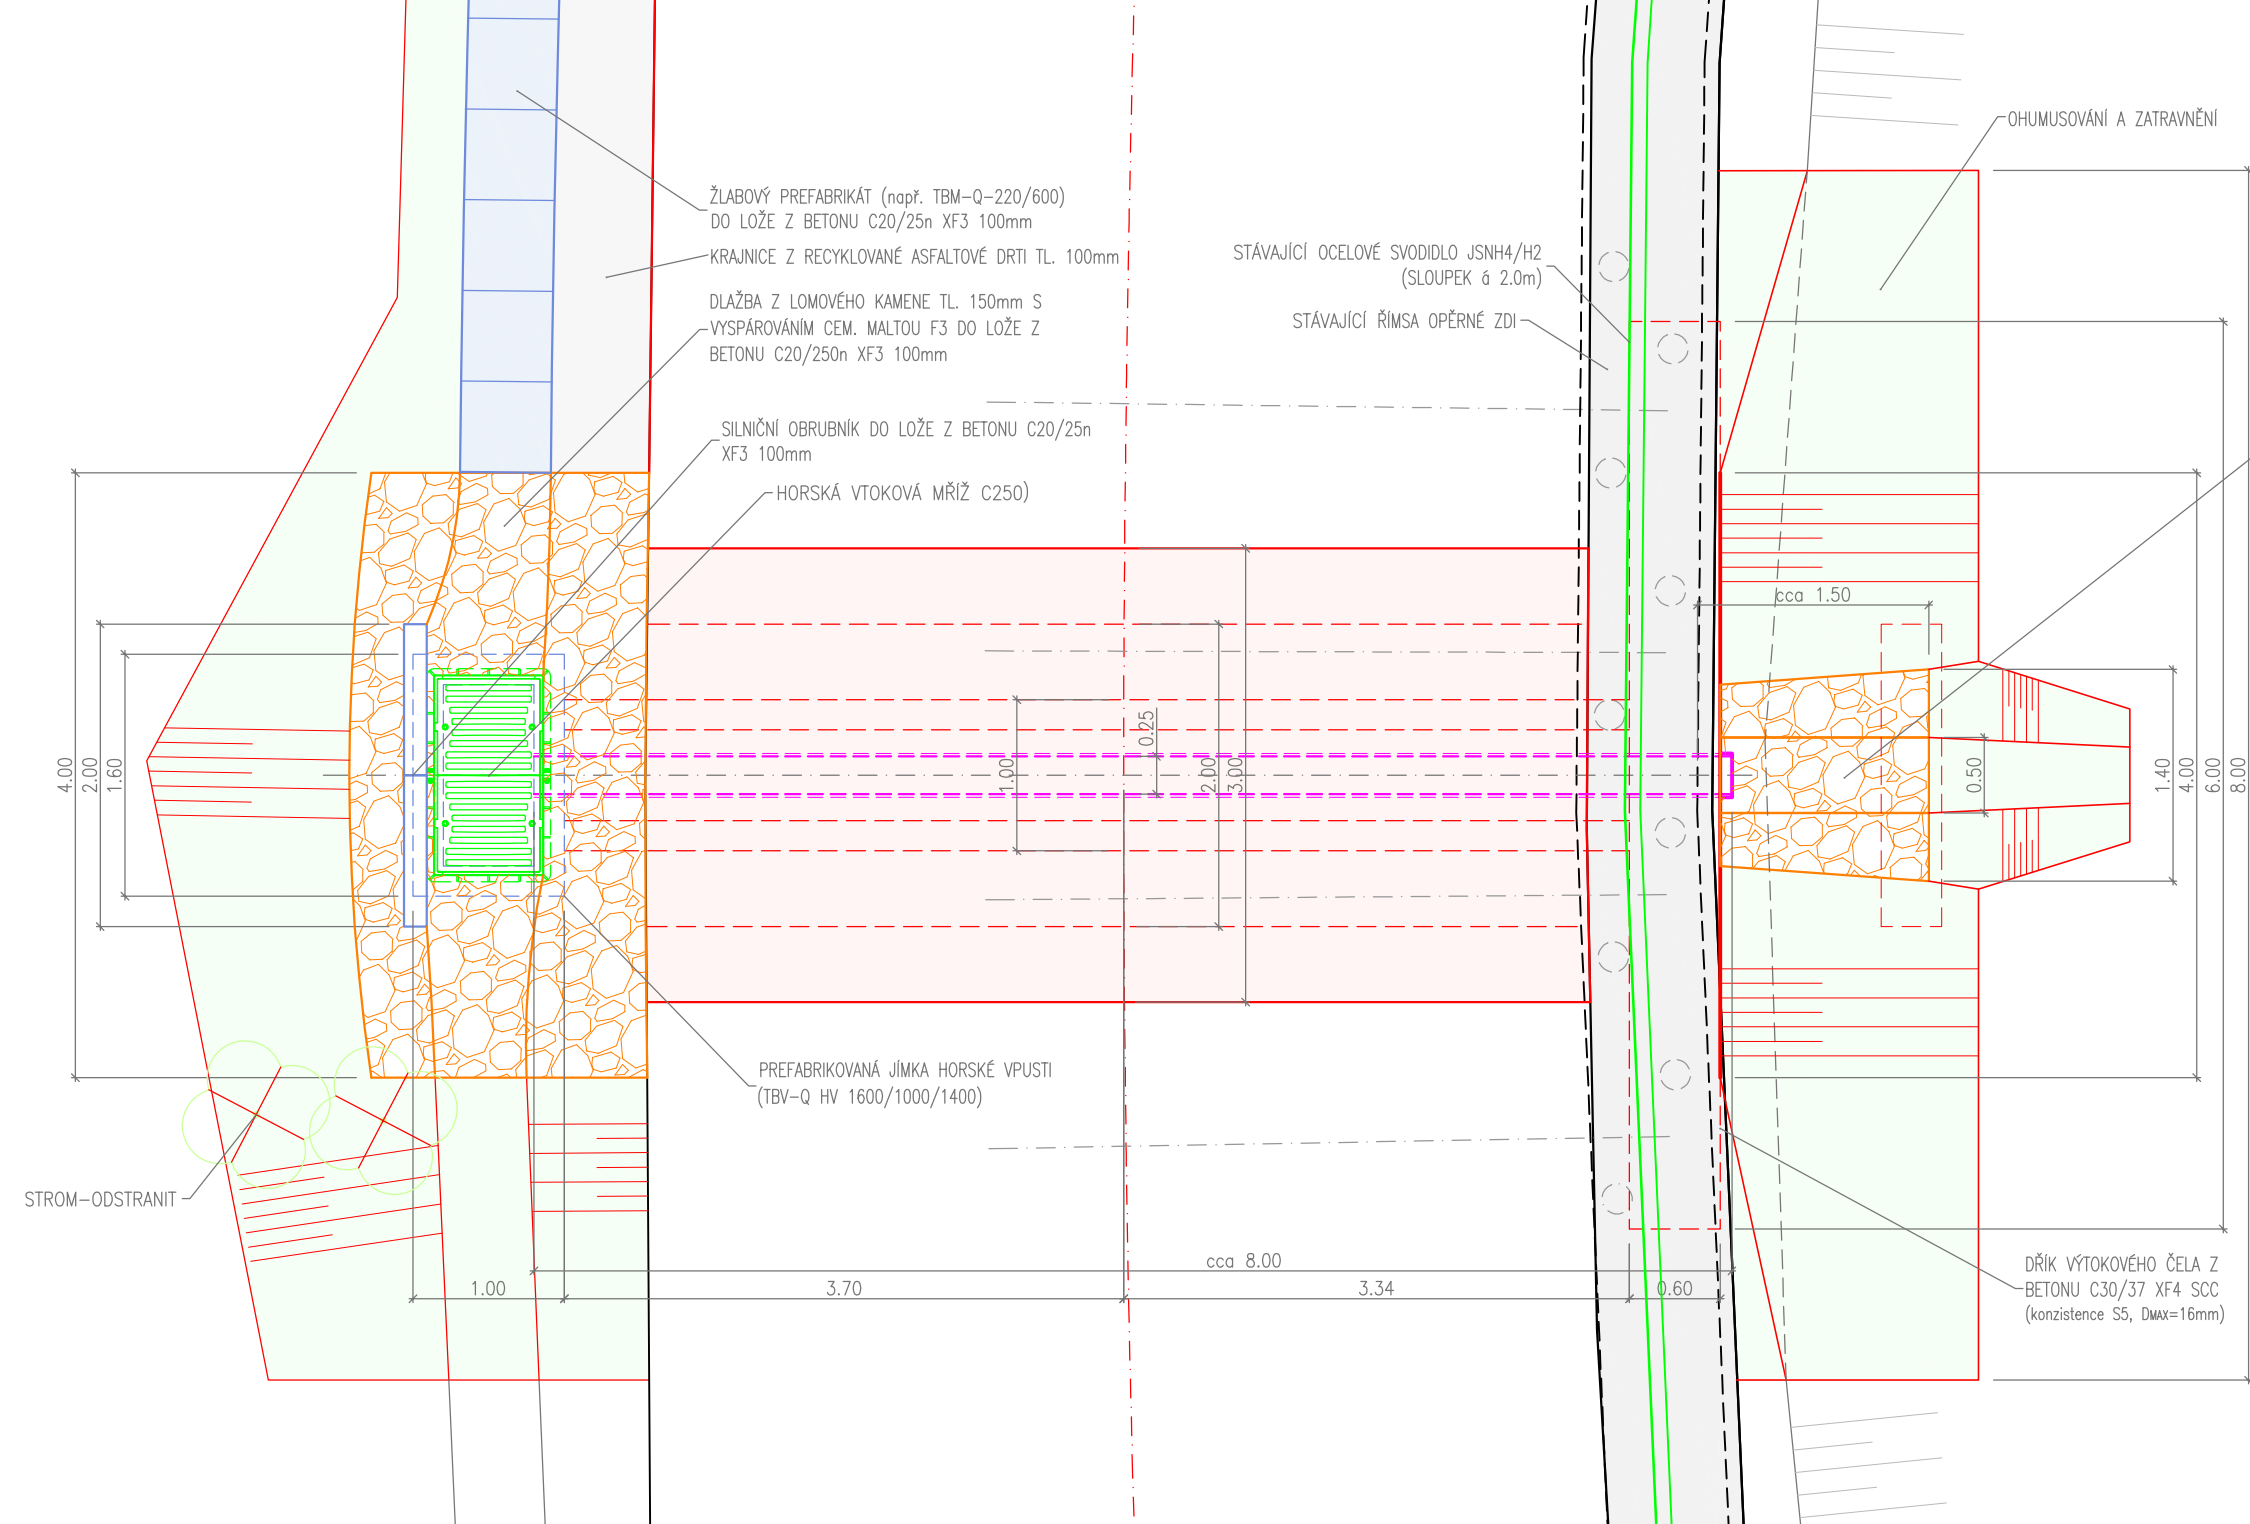 OHUMUSOVÁNÍ A ZATRAVNĚNÍ
ŽLABOVÝ PREFABRIKÁT (např. TBM-Q-220/600)
DO LOŽE Z BETONU C20/25n XF3 100mm
KRAJNICE Z RECYKLOVANÉ ASFALTOVÉ DRTI TL. 100mm
DLAŽBA Z LOMOVÉHO KAMENE TL. 150mm S
VYSPÁROVÁNÍM CEM. MALTOU F3 DO LOŽE Z
BETONU C20/250n XF3 100mm
SILNIČNÍ OBRUBNÍK DO LOŽE Z BETONU C20/25n
XF3 100mm
HORSKÁ VTOKOVÁ MŘÍŽ C250)
STÁVAJÍCÍ OCELOVÉ SVODIDLO JSNH4/H2
(SLOUPEK á 2.0m)
STÁVAJÍCÍ ŘÍMSA OPĚRNÉ ZDI
cca 1.50
4.00
2.00
1.60
1.00
0.25
2.00
3.00
0.50
1.40
4.00
6.00
8.00
PREFABRIKOVANÁ JÍMKA HORSKÉ VPUSTI
(TBV-Q HV 1600/1000/1400)
STROM-ODSTRANIT
cca 8.00
1.00
3.70
3.34
0.60
DŘÍK VÝTOKOVÉHO ČELA Z
BETONU C30/37 XF4 SCC
(konzistence S5, DMAX=16mm)